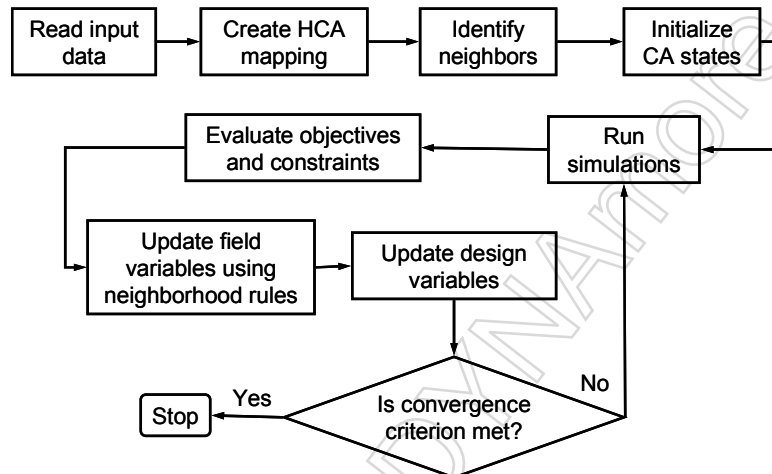 Read input
data
Create HCA
mapping
Identify
neighbors
Initialize
CA states
Evaluate objectives
and constraints
Run
simulations
Update field
variables using
neighborhood rules
Update design
variables
Is convergence
criterion met?
Yes
No
Stop
DYNAmore